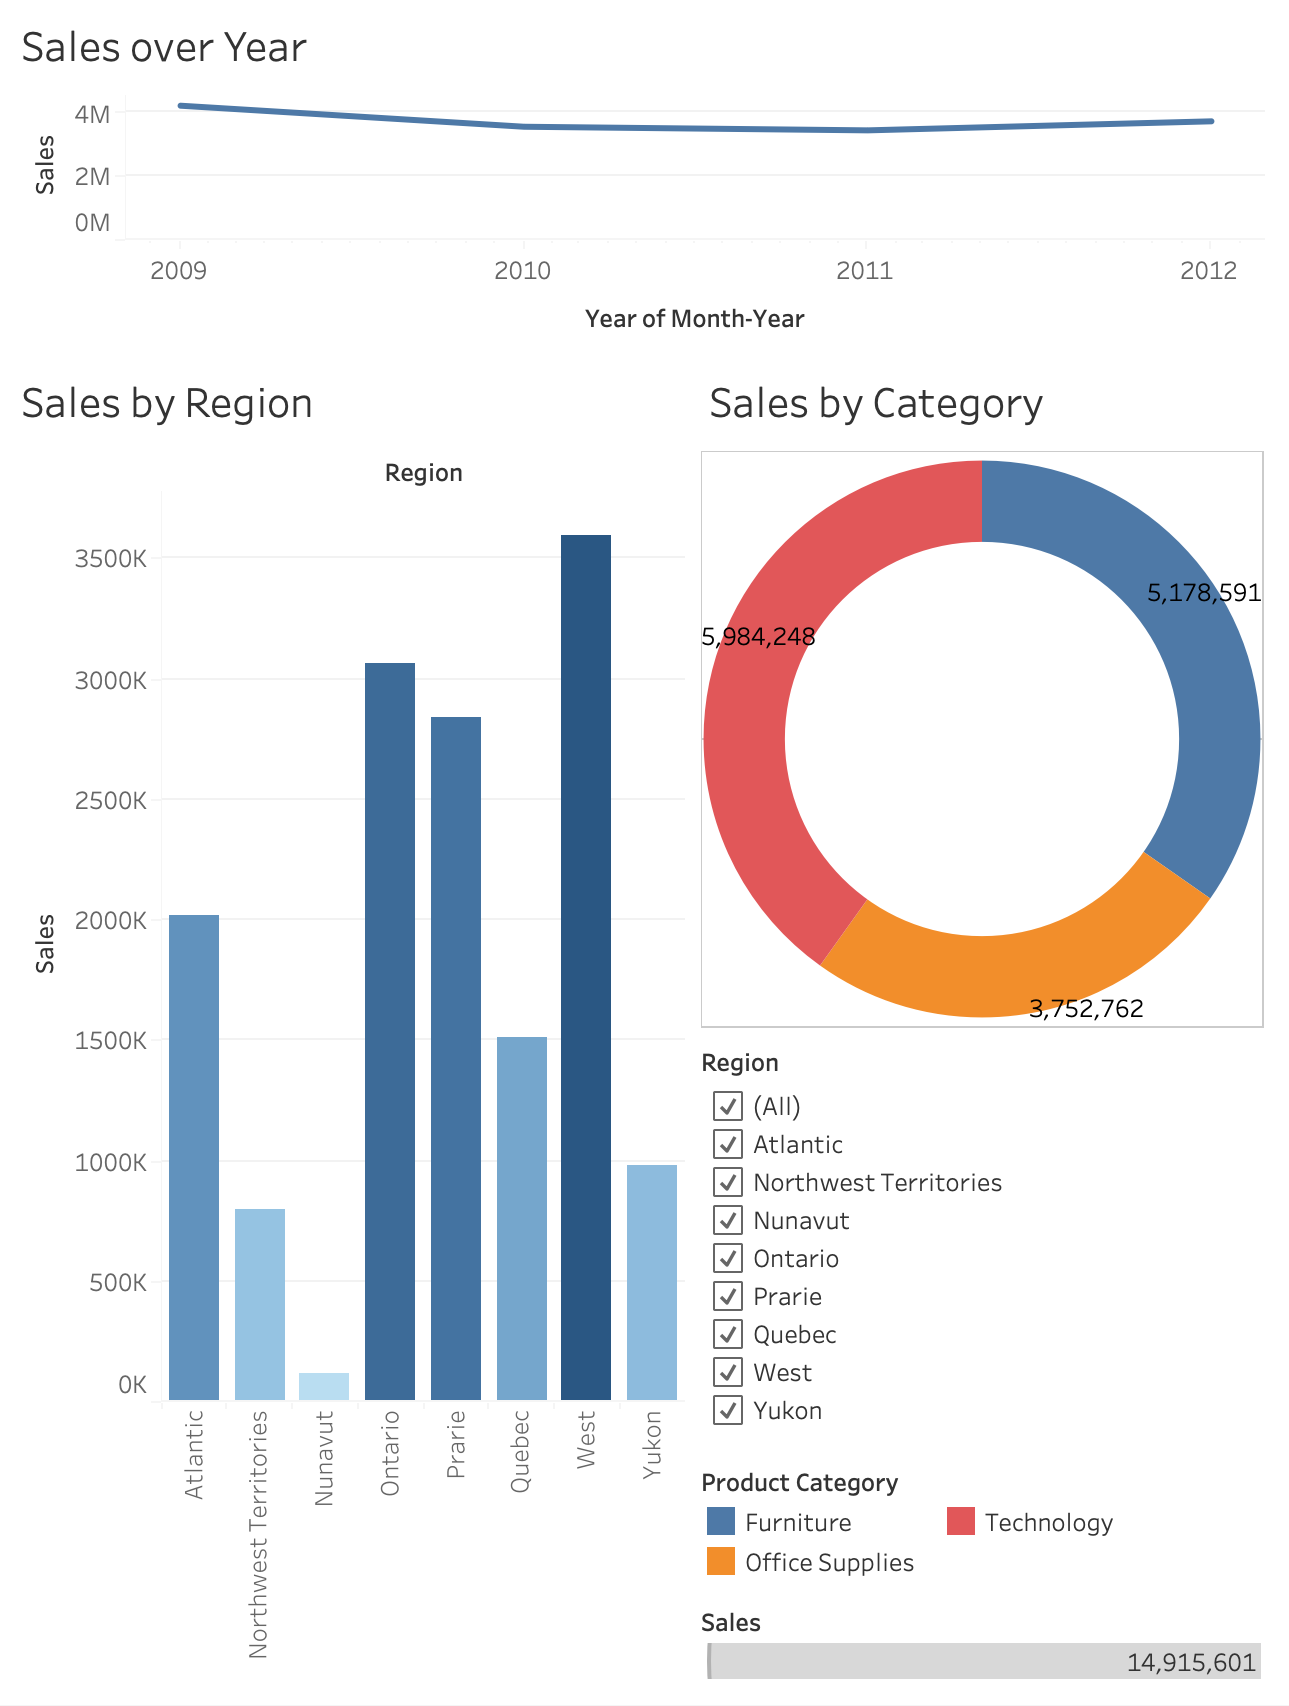 Sales over Year
4M
2M
0M
Sales
2009 2010 2011 2012
Year of Month-Year
Sales by Region
Region
3500K
3000K
2500K
2000K
1500K
1000K
500K
0K
Sales
Atlantic
Northwest Territories
Nunavut
Ontario
Prarie
Quebec
West
Yukon
Sales by Category
5,178,591
5,984,248
3,752,762
Region
(All)
Atlantic
Northwest Territories
Nunavut
Ontario
Prarie
Quebec
West
Yukon
Product Category
Furniture Technology
Office Supplies
Sales
14,915,601